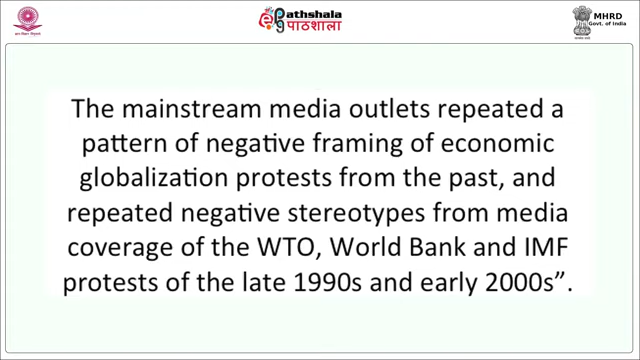 ePathshala
पाठशाला
MHRD
Govt. of India
The mainstream media outlets repeated a
pattern of negative framing of economic
globalization protests from the past, and
repeated negative stereotypes from media
coverage of the WTO, World Bank and IMF
protests of the late 1990s and early 2000s”.